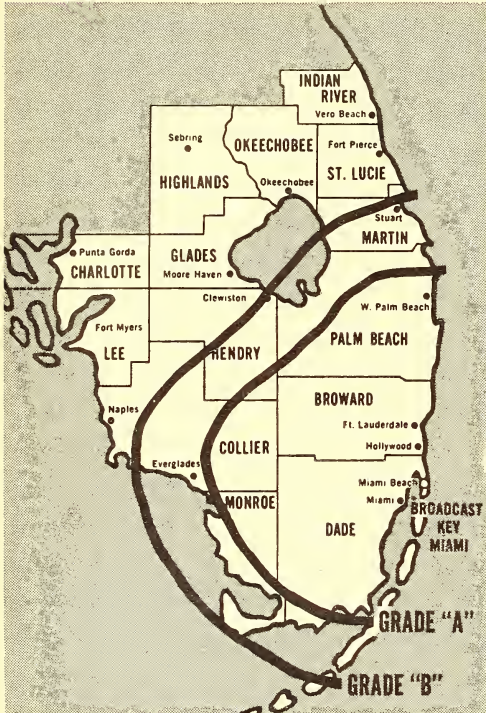 INDIAN
RIVER
Vero Beach
Sebring
OKEECHOBEE
Fort Pierce
HIGHLANDS
Okeechobee
ST. LUCIE
Stuart
MARTIN
Punta Gorda
CHARLOTTE
GLADES
Moore Haven
Clewiston
W. Palm Beach
Fort Myers
LEE
HENDRY
PALM BEACH
BROWARD
Naples
Ft. Lauderdale
COLLIER
Hollywood
Everglades
Miami Beach
MONROE
Miami
BROADCAST
KEY
MIAMI
DADE
GRADE "A"
GRADE "B"